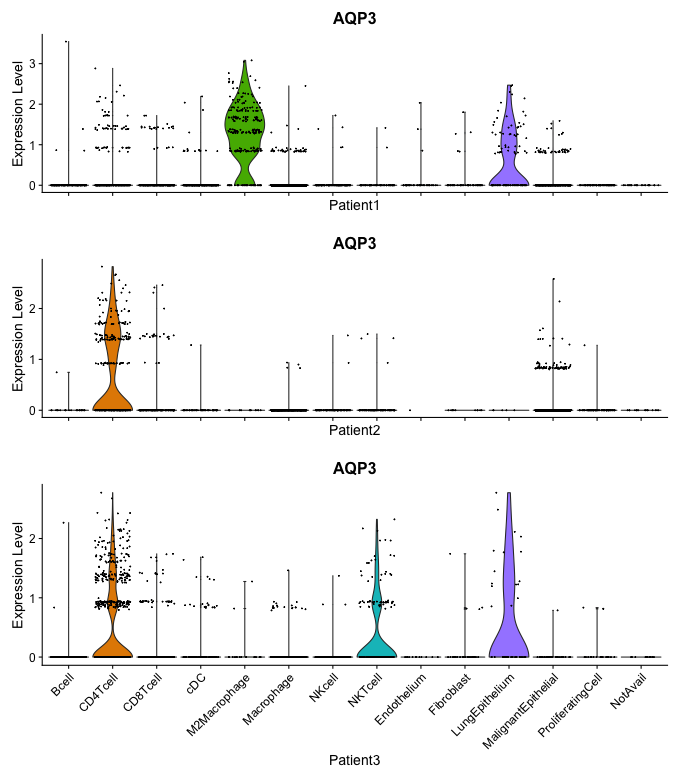 AQP3
Expression Level
3
2
1
0
Patient1
AQP3
Expression Level
2
1
0
Patient2
AQP3
Expression Level
2
1
0
Bcell
CD4Tcell
CD8Tcell
cDC
M2Macrophage
Macrophage
NKcell
NKTcell
Endothelium
Fibroblast
LungEpithelium
MalignantEpithelial
ProliferatingCell
NotAvail
Patient3